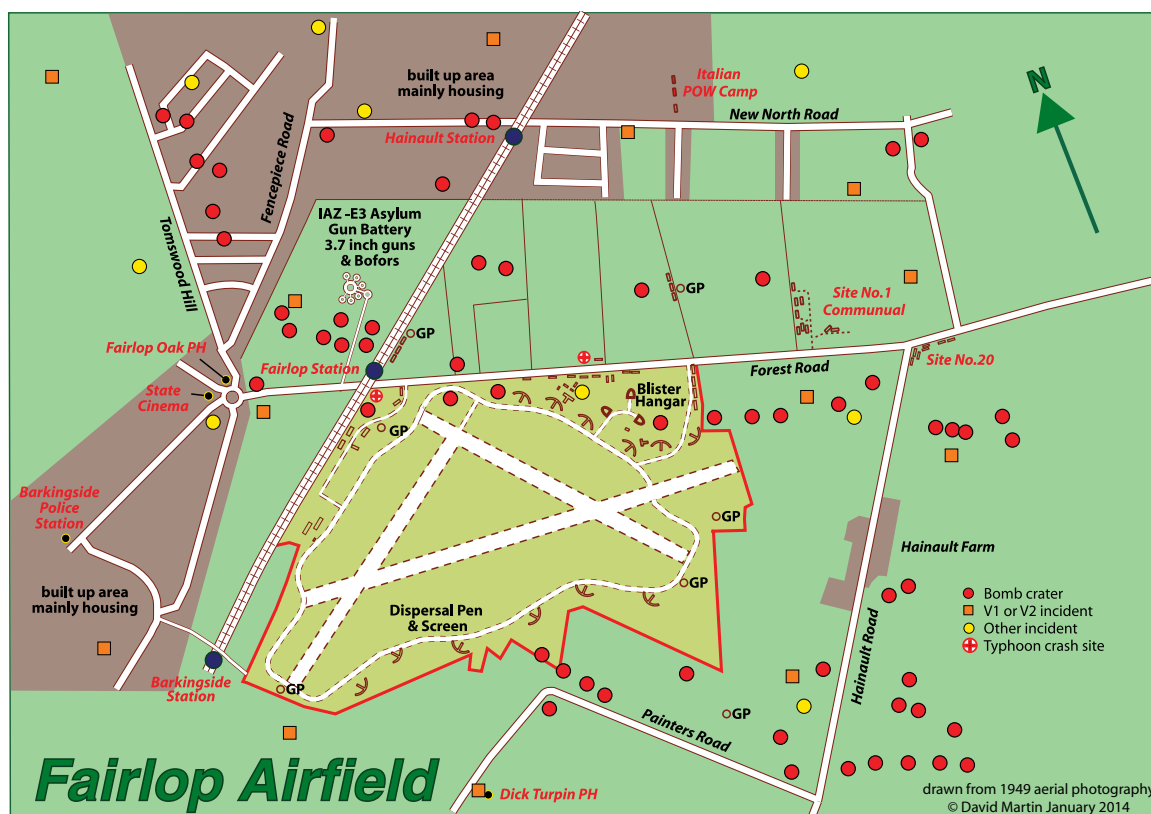 built up area
mainly housing
Italian
POW Camp
N
New North Road
Hainault Station
Fencepiece Road
Tomswood Hill
IAZ -E3 Asylum
Gun Battery
3.7 inch guns
& Bofors
GP
Site No.1
Communual
GP
Fairlop Oak PH
Fairlop Station
Forest Road
Site No.20
State
Cinema
Blister
Hangar
GP
Barkingside
Police
Station
GP
Hainault Farm
built up area
mainly housing
GP
Dispersal Pen
& Screen
Bomb crater
V1 or V2 incident
Other incident
Typhoon crash site
Hainault Road
Barkingside
Station
GP
GP
Painters Road
Fairlop Airfield
Dick Turpin PH
drawn from 1949 aerial photography
© David Martin January 2014